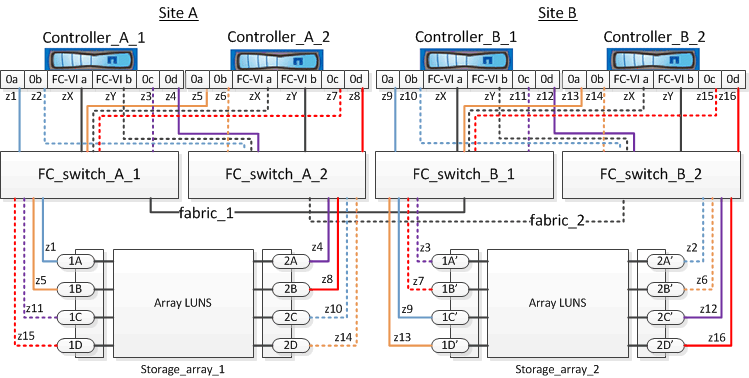 Site A Site B
Controller_A_1 Controller_A_2 Controller_B_1 Controller_B_2
0a 0b FC-VI a FC-VI b 0c 0d 0a 0b FC-VI a FC-VI b 0c 0d 0a 0b FC-VI a FC-VI b 0c 0d 0a 0b FC-VI a FC-VI b 0c 0d
z1 z2 zX zY z3 z4 z5 z6 zX zY z7 z8 z9 z10 zX zY z11 z12 z13 z14 zX zY z15 z16
FC_switch_A_1 FC_switch_A_2 FC_switch_B_1 FC_switch_B_2
fabric_1 fabric_2
z1 z4 z3 z2
1A 2A 1A' 2A'
z5 z8 z7 z6
1B 2B 1B' 2B'
Array LUNS Array LUNS
z11 z10 z9 z12
1C 2C 1C' 2C'
z15 z14 z13 z16
1D 2D 1D' 2D'
Storage_array_1 Storage_array_2